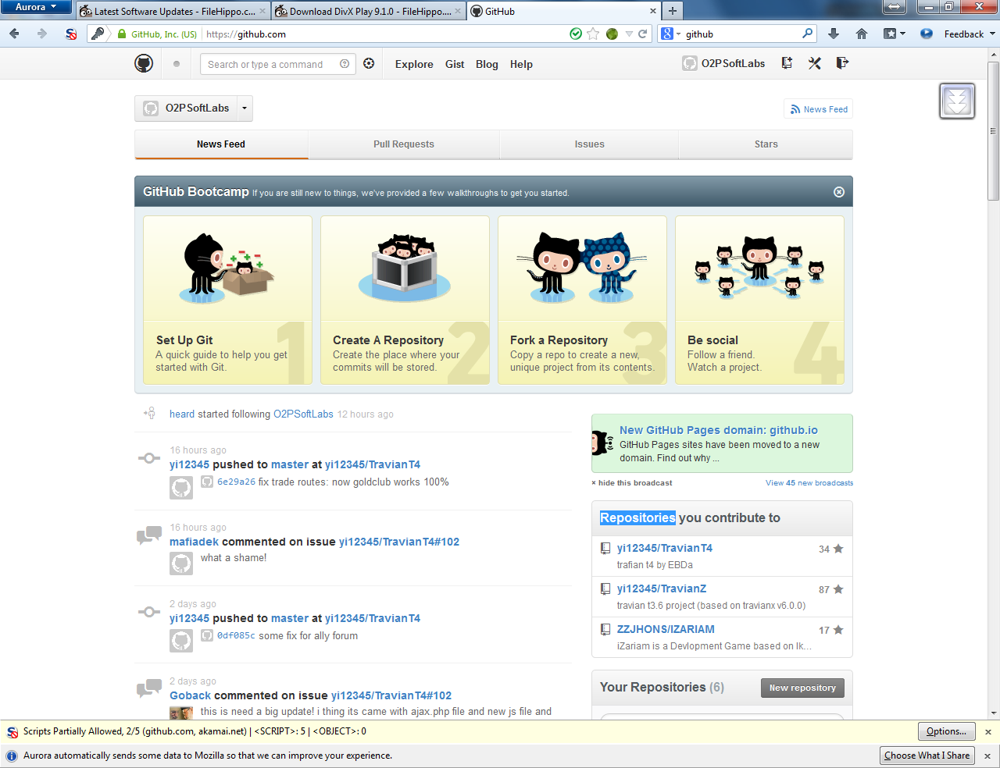 Aurora
Latest Software Updates - FileHippo.c...
Download DivX Play 9.1.0 - FileHippo....
GitHub
GitHub, Inc. (US)
https://github.com
github
Feedback
Search or type a command
Explore
Gist
Blog
Help
O2PSoftLabs
O2PSoftLabs
News Feed
News Feed
Pull Requests
Issues
Stars
GitHub Bootcamp If you are still new to things, we've provided a few walkthroughs to get you started.
1
Set Up Git
A quick guide to help you get
started with Git.
2
Create A Repository
Create the place where your
commits will be stored.
3
Fork a Repository
Copy a repo to create a new,
unique project from its contents.
4
Be social
Follow a friend.
Watch a project.
heard started following O2PSoftLabs 12 hours ago
16 hours ago
yi12345 pushed to master at yi12345/TravianT4
6e29a26 fix trade routes: now goldclub works 100%
16 hours ago
mafiadek commented on issue yi12345/TravianT4#102
what a shame!
2 days ago
yi12345 pushed to master at yi12345/TravianT4
0df085c some fix for ally forum
2 days ago
Goback commented on issue yi12345/TravianT4#102
this is need a big update! i thing its came with ajax.php file and new js file and
New GitHub Pages domain: github.io
GitHub Pages sites have been moved to a new
domain. Find out why ...
× hide this broadcast
View 45 new broadcasts
Repositories you contribute to
yi12345/TravianT4
34
trafian t4 by EBDa
yi12345/TravianZ
87
travian t3.6 project (based on travianx v6.0.0)
ZZJHONS/IZARIAM
17
iZariam is a Devlopment Game based on Ik...
Your Repositories (6)
New repository
Scripts Partially Allowed, 2/5 (github.com, akamai.net) | <SCRIPT>: 5 | <OBJECT>: 0
Options...
Aurora automatically sends some data to Mozilla so that we can improve your experience.
Choose What I Share